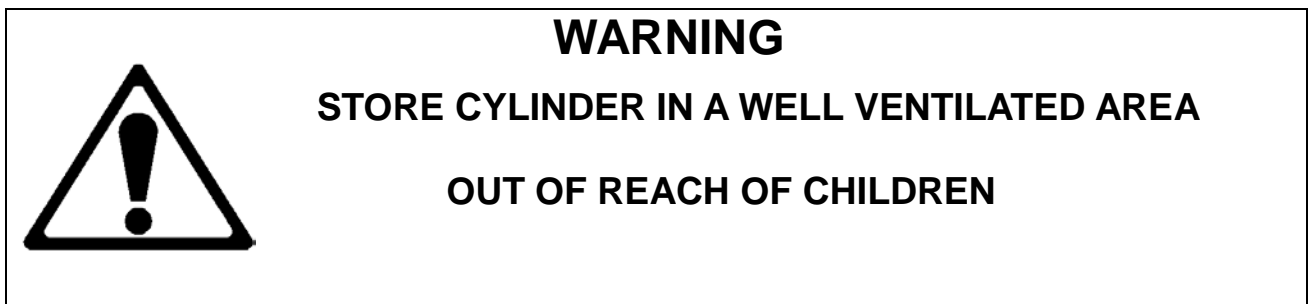 WARNING
STORE CYLINDER IN A WELL VENTILATED AREA
OUT OF REACH OF CHILDREN